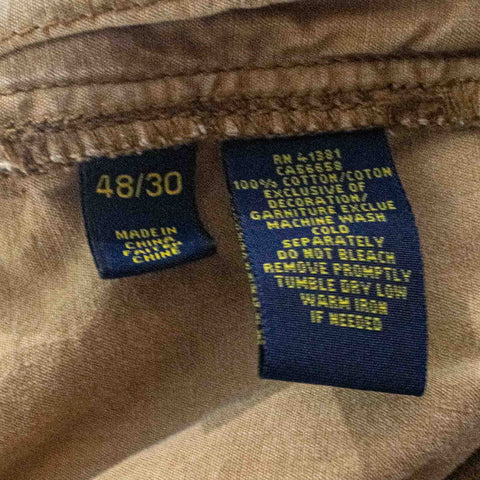 48/30
MADE IN
CHINA
FAIT EN
CHINE
RN 41381
CA56958
100% COTTON/COTON
EXCLUSIVE OF
DECORATION/
GARNITURE EXCLUE
MACHINE WASH
COLD
SEPARATELY
DO NOT BLEACH
REMOVE PROMPTLY
TUMBLE DRY LOW
WARM IRON
IF NEEDED